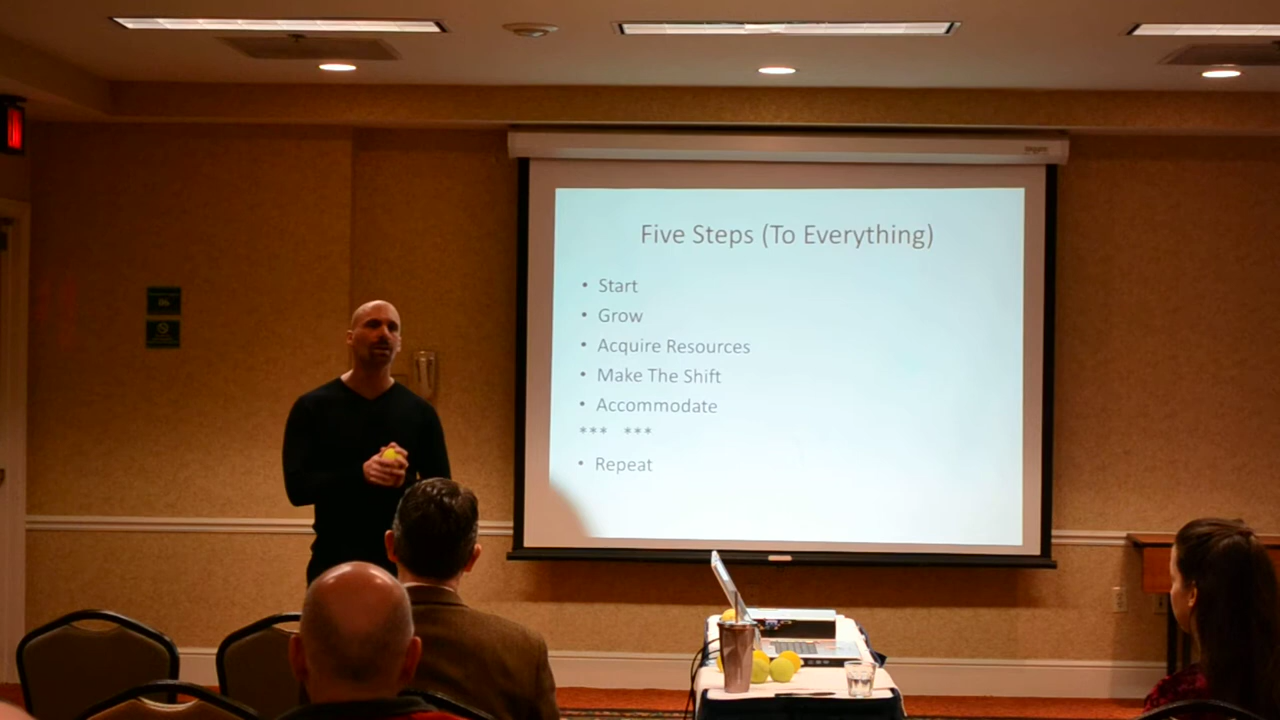 Five Steps (To Everything)
• Start
• Grow
• Acquire Resources
• Make The Shift
• Accommodate
*** ***
• Repeat